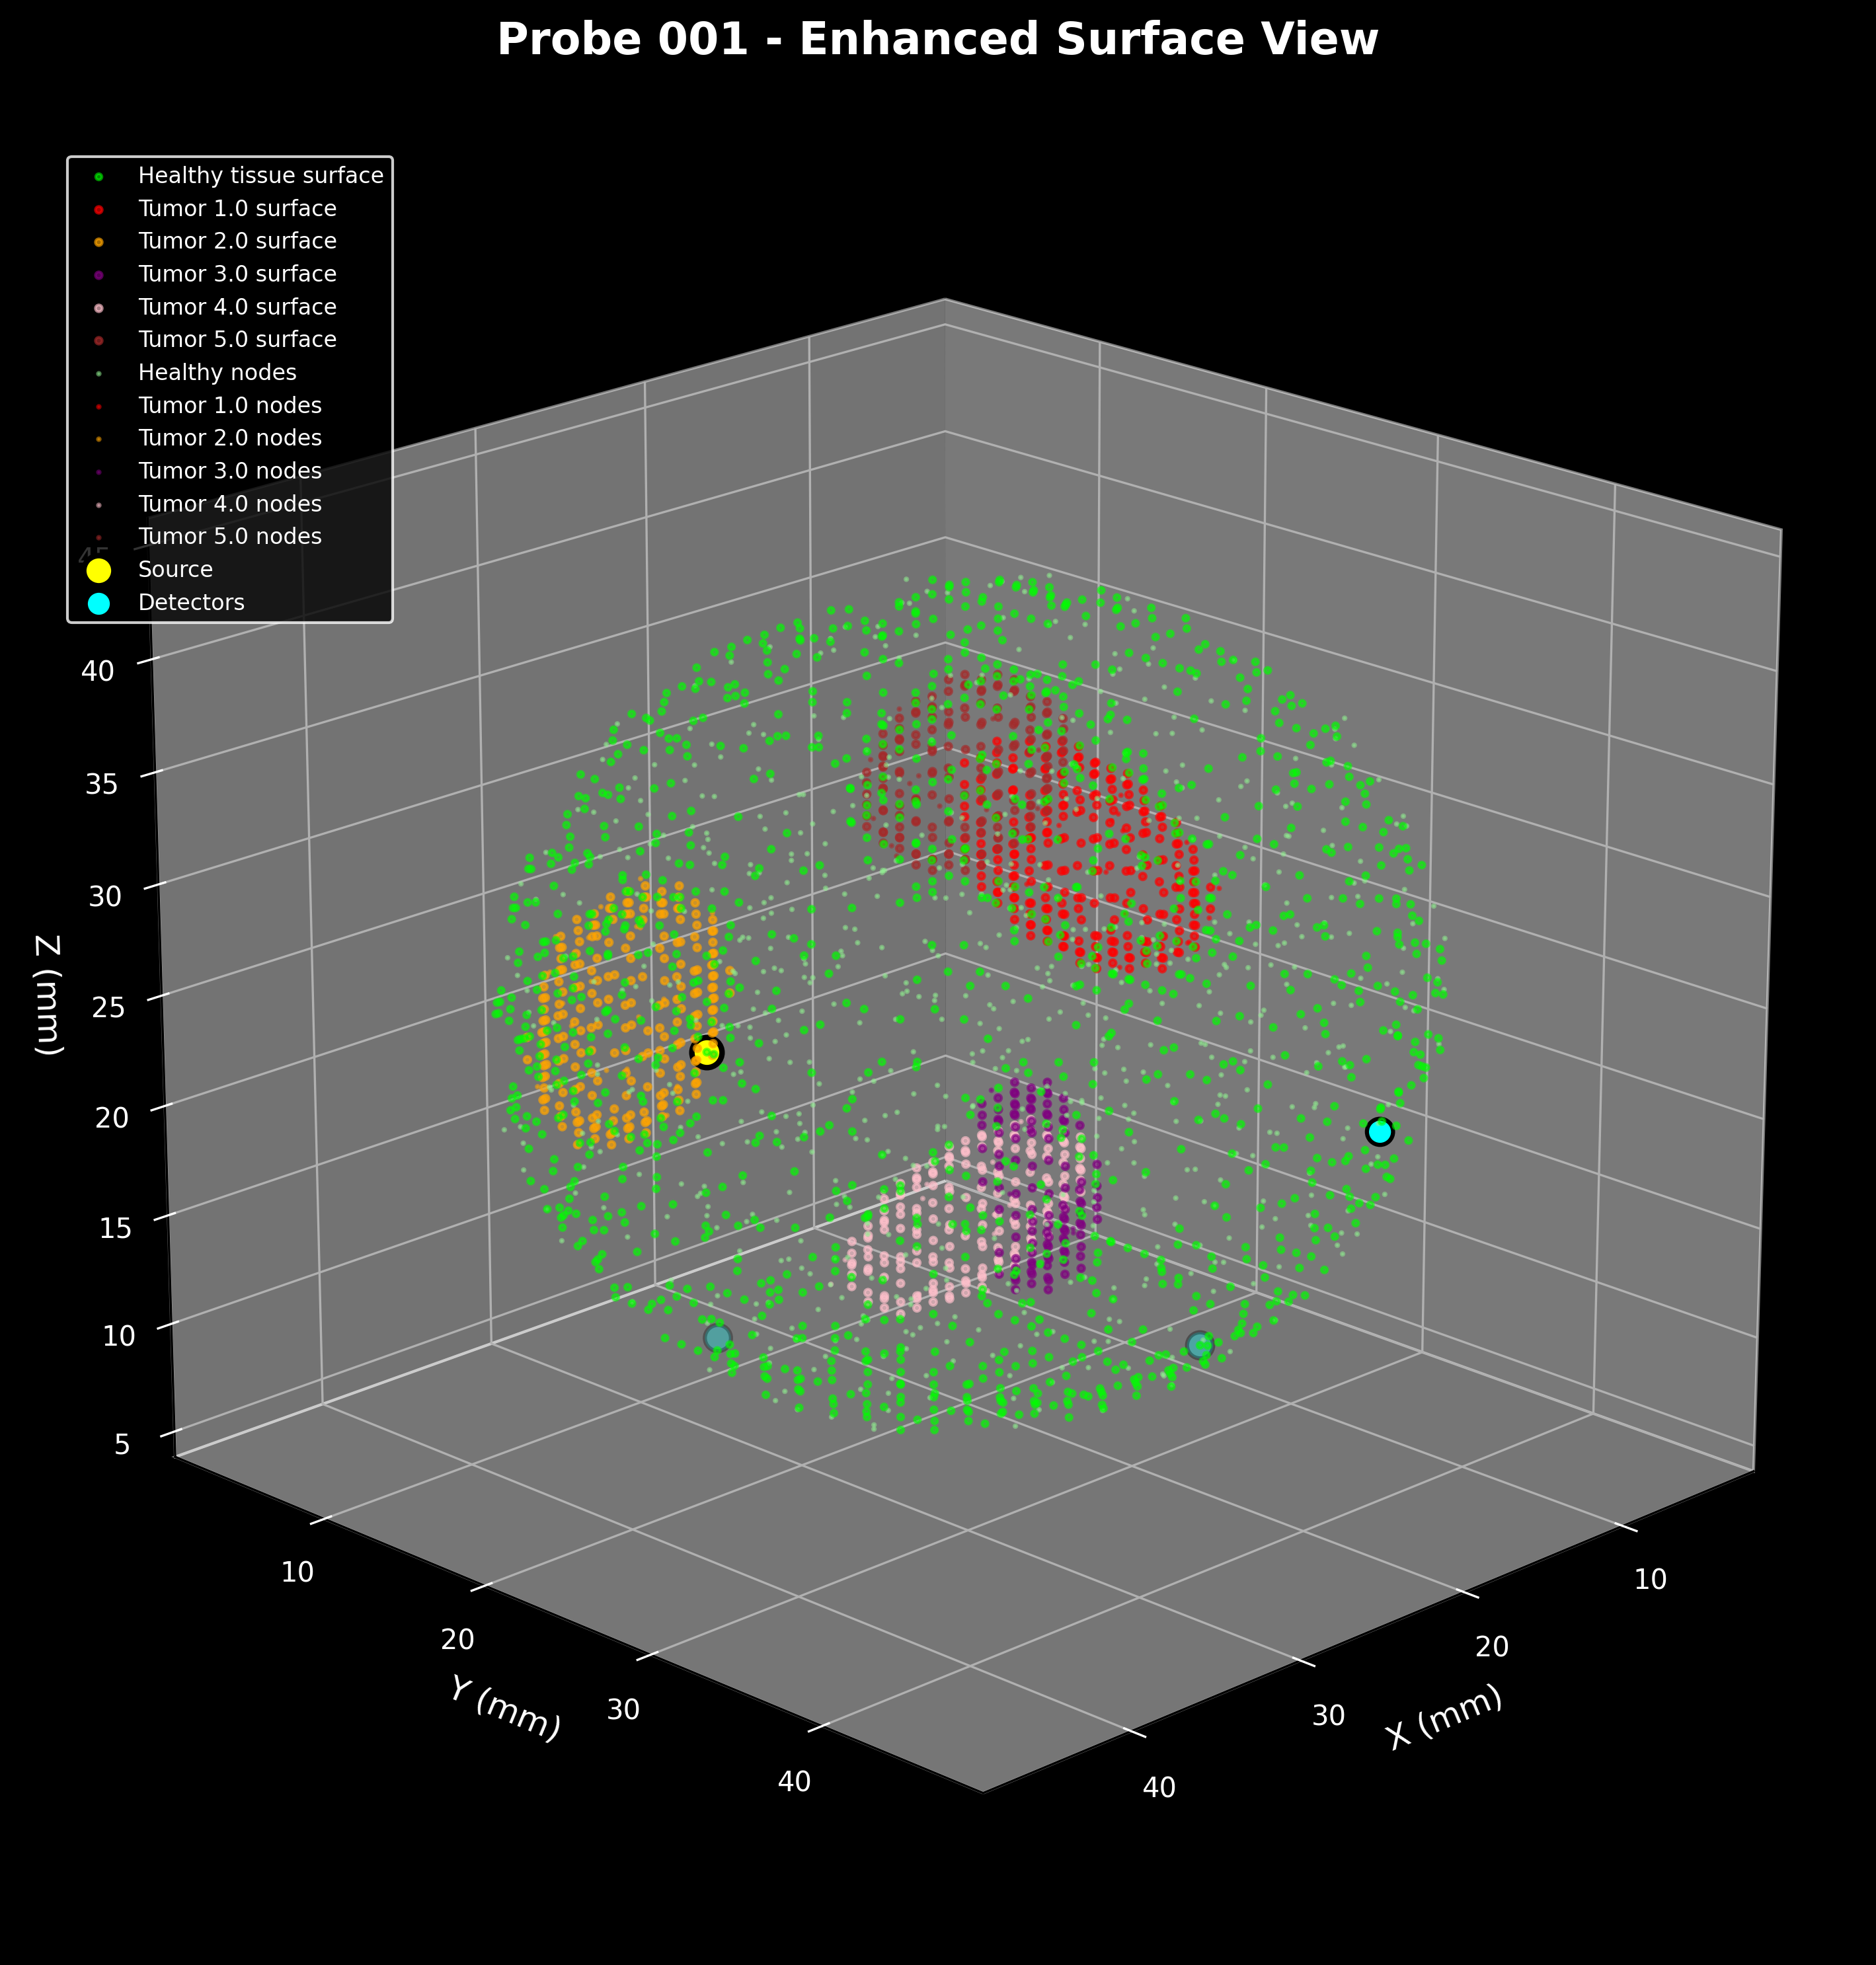 Probe 001 - Enhanced Surface View
Healthy tissue surface
Tumor 1.0 surface
Tumor 2.0 surface
Tumor 3.0 surface
Tumor 4.0 surface
Tumor 5.0 surface
Healthy nodes
Tumor 1.0 nodes
Tumor 2.0 nodes
Tumor 3.0 nodes
Tumor 4.0 nodes
Tumor 5.0 nodes
Source
Detectors
45
40
35
30
25
20
15
10
5
Z (mm)
10
20
30
40
Y (mm)
10
20
30
40
X (mm)